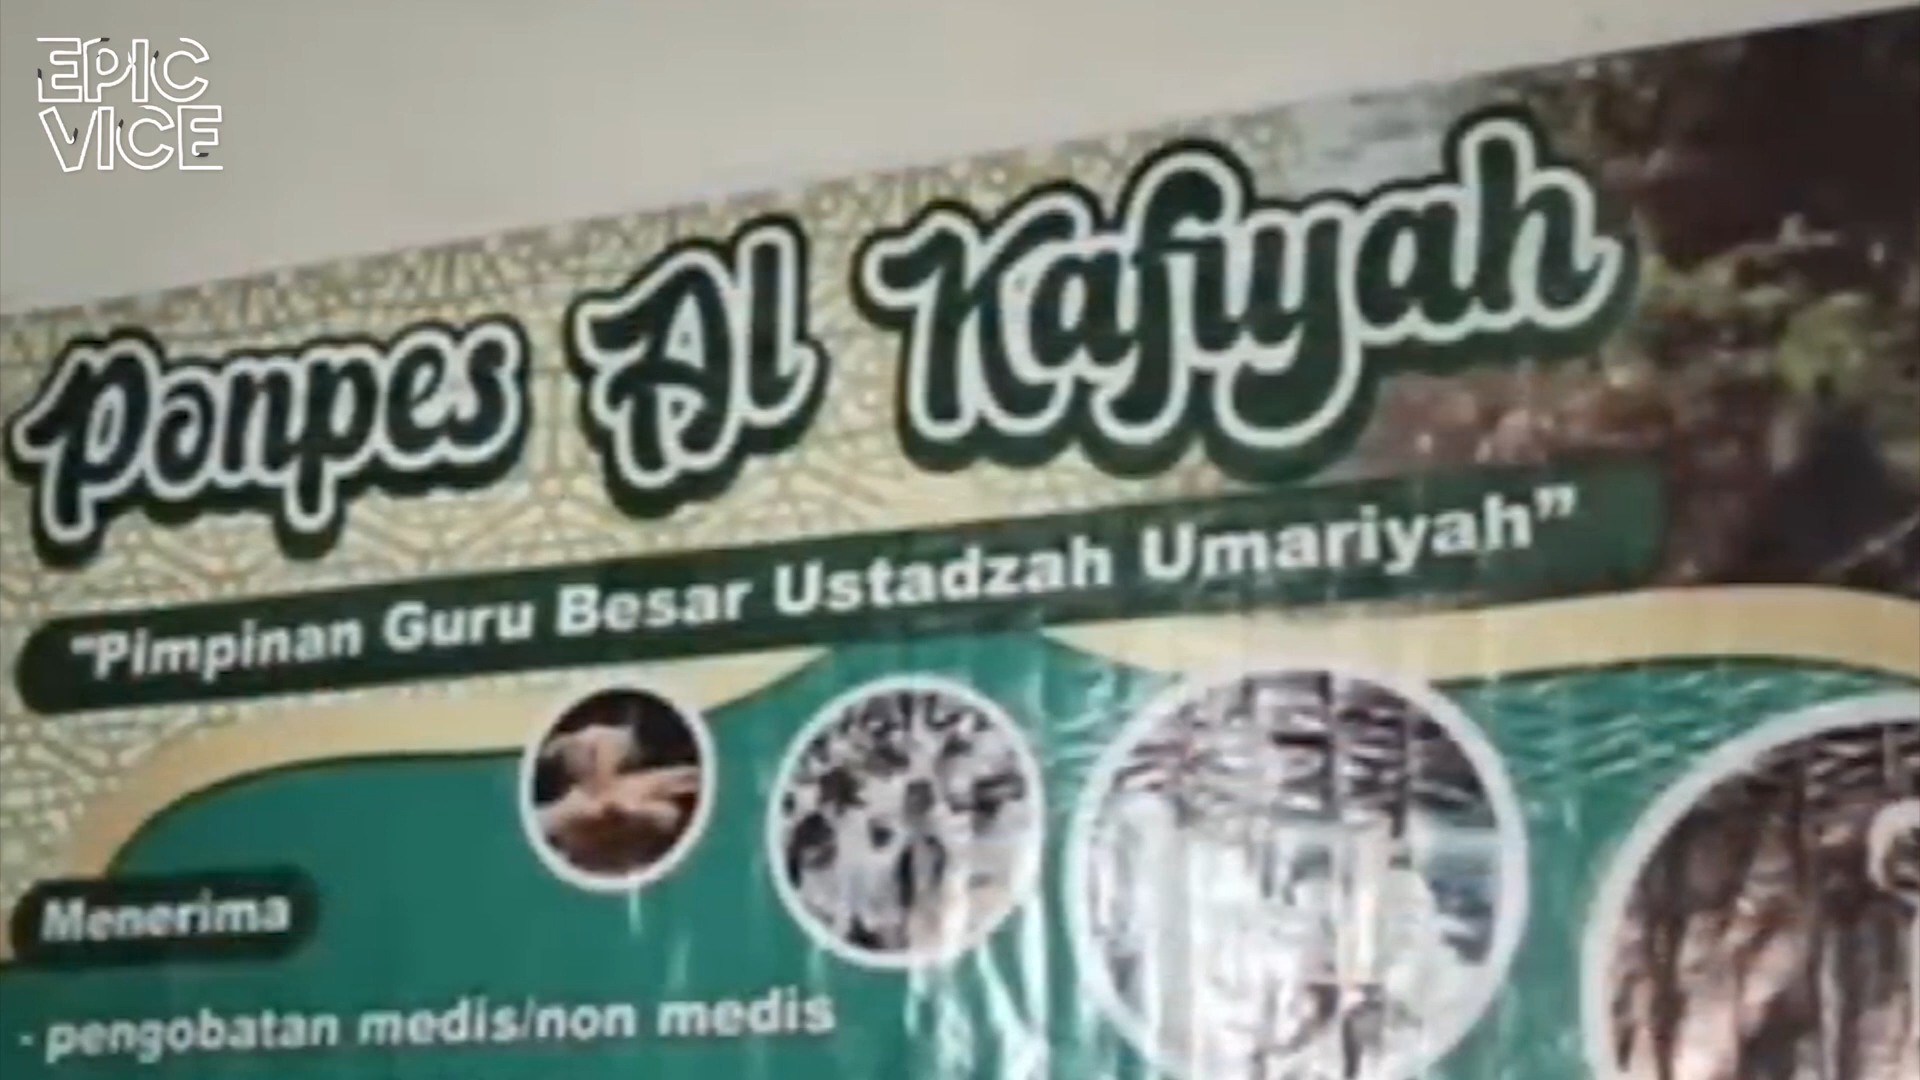 EPIC
VICE
Ponpes Al Kafiyah
"Pimpinan Guru Besar Ustadzah Umariyah"
Menerima
- pengobatan medis/non medis